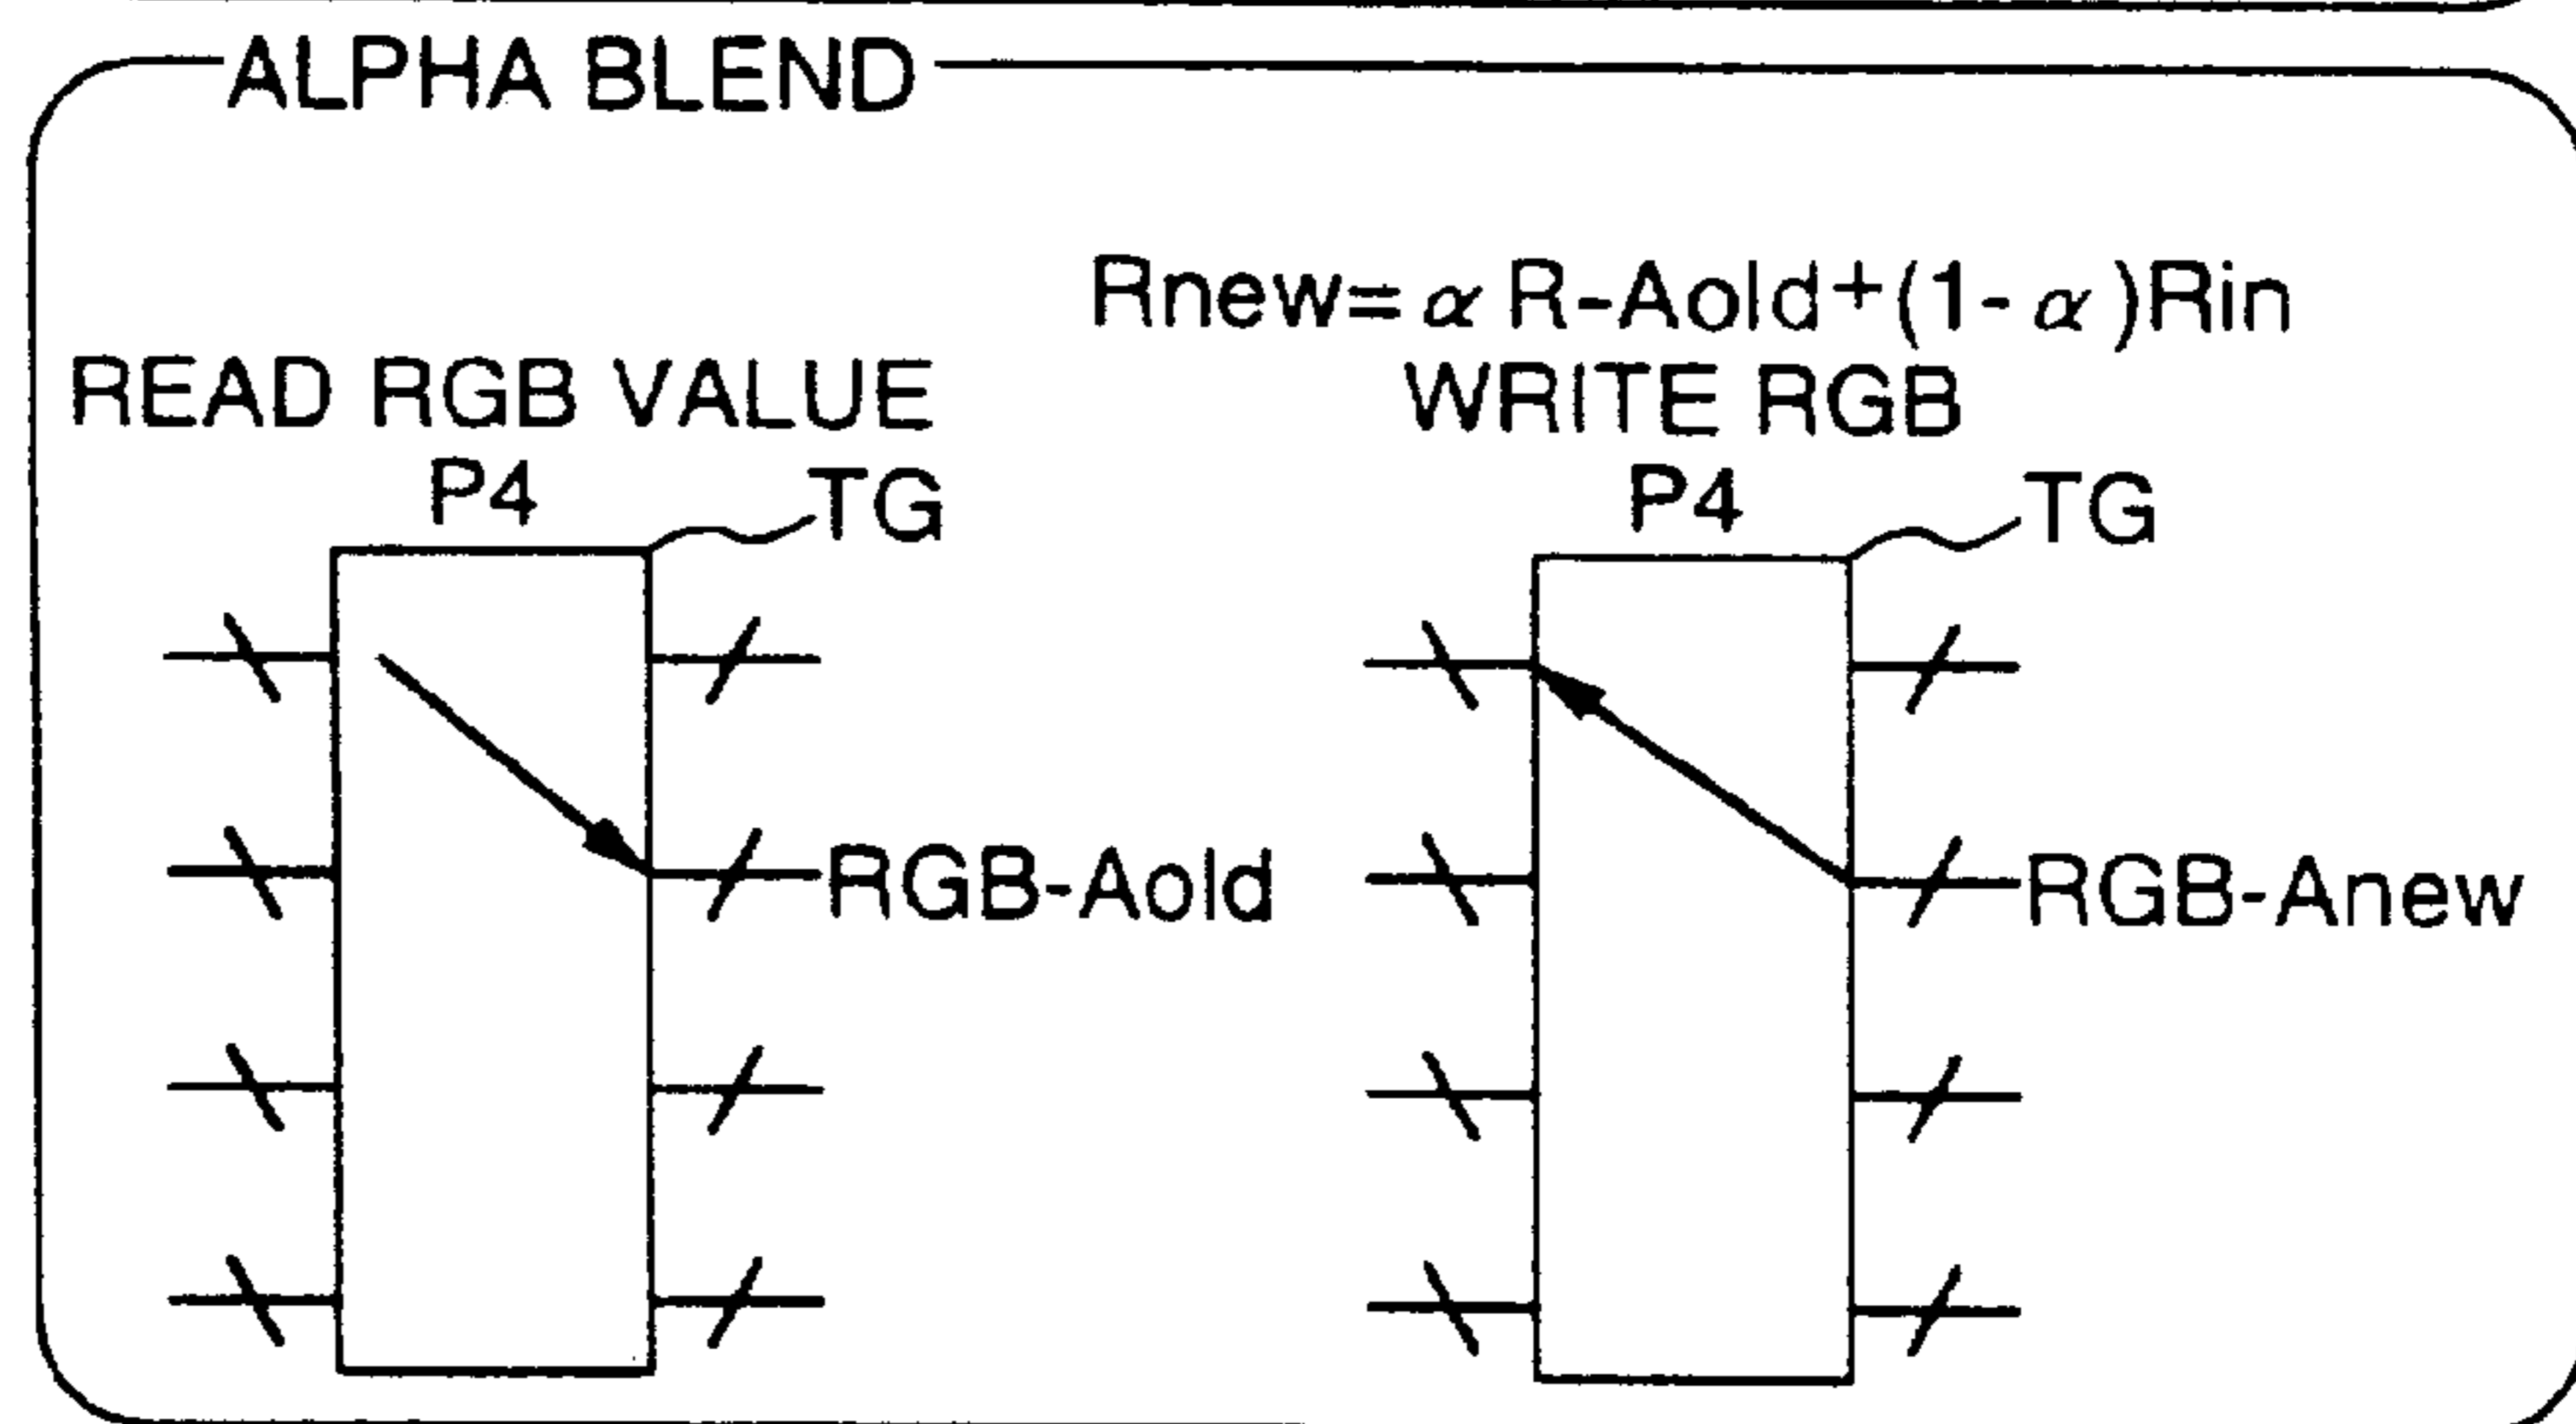 ALPHA BLEND
READ RGB VALUE
P4
TG
RGB-Aold
Rnew=αR-Aold+(1-α)Rin
WRITE RGB
P4
TG
RGB-Anew